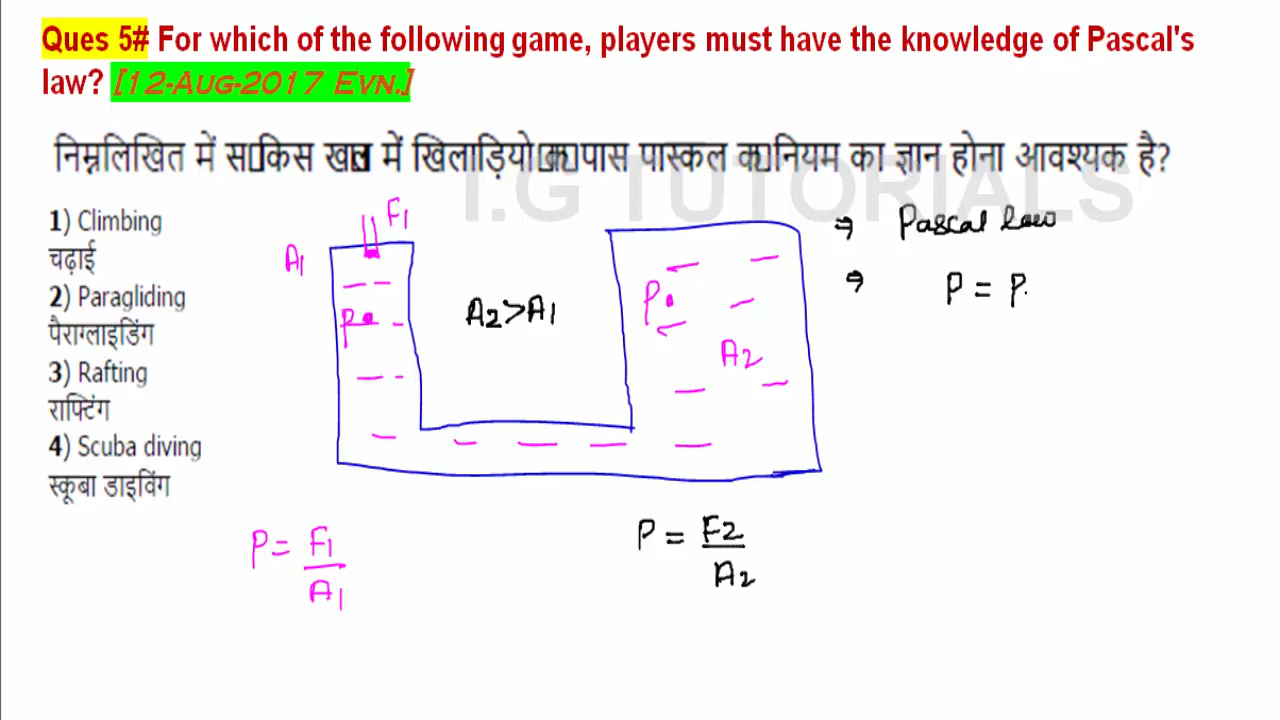 Ques 5# For which of the following game, players must have the knowledge of Pascal's
law? [12-Aug-2017 Evn.]
निम्नलिखित में किस में खिलाड़ियो पास पास्कल नियम का ज्ञान होना आवश्यक है?
I.G TUTORIALS
1) Climbing
चढ़ाई
2) Paragliding
पैराग्लाइडिंग
3) Rafting
राफ्टिंग
4) Scuba diving
स्कूबा डाइविंग
F1
A1
P
A2>A1
P
A2
⇒ Pascal law
⇒ P = P.
P = F1
A1
P = F2
A2